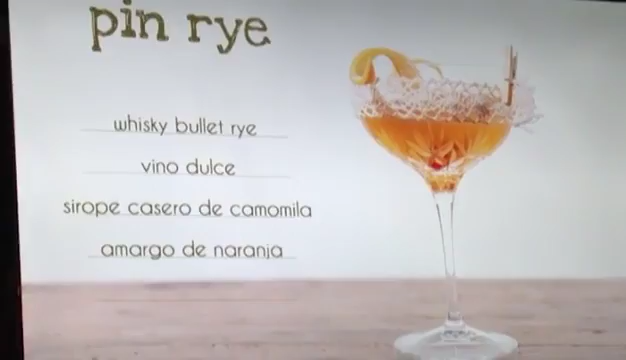 pin rye
whisky bullet rye
vino dulce
sirope casero de camomila
amargo de naranja